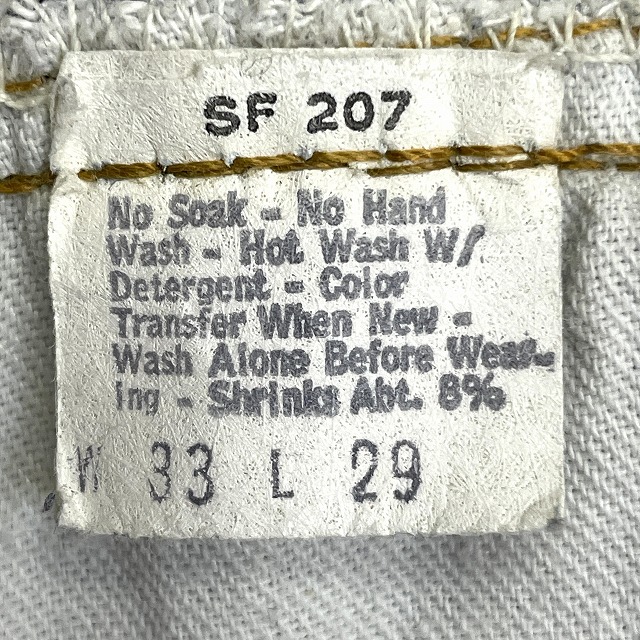 SF 207
No Soak - No Hand
Wash - Hot Wash W/
Detergent - Color
Transfer When New -
Wash Alone Before Wear-
ing - Shrinks Abt. 8%
W 33 L 29